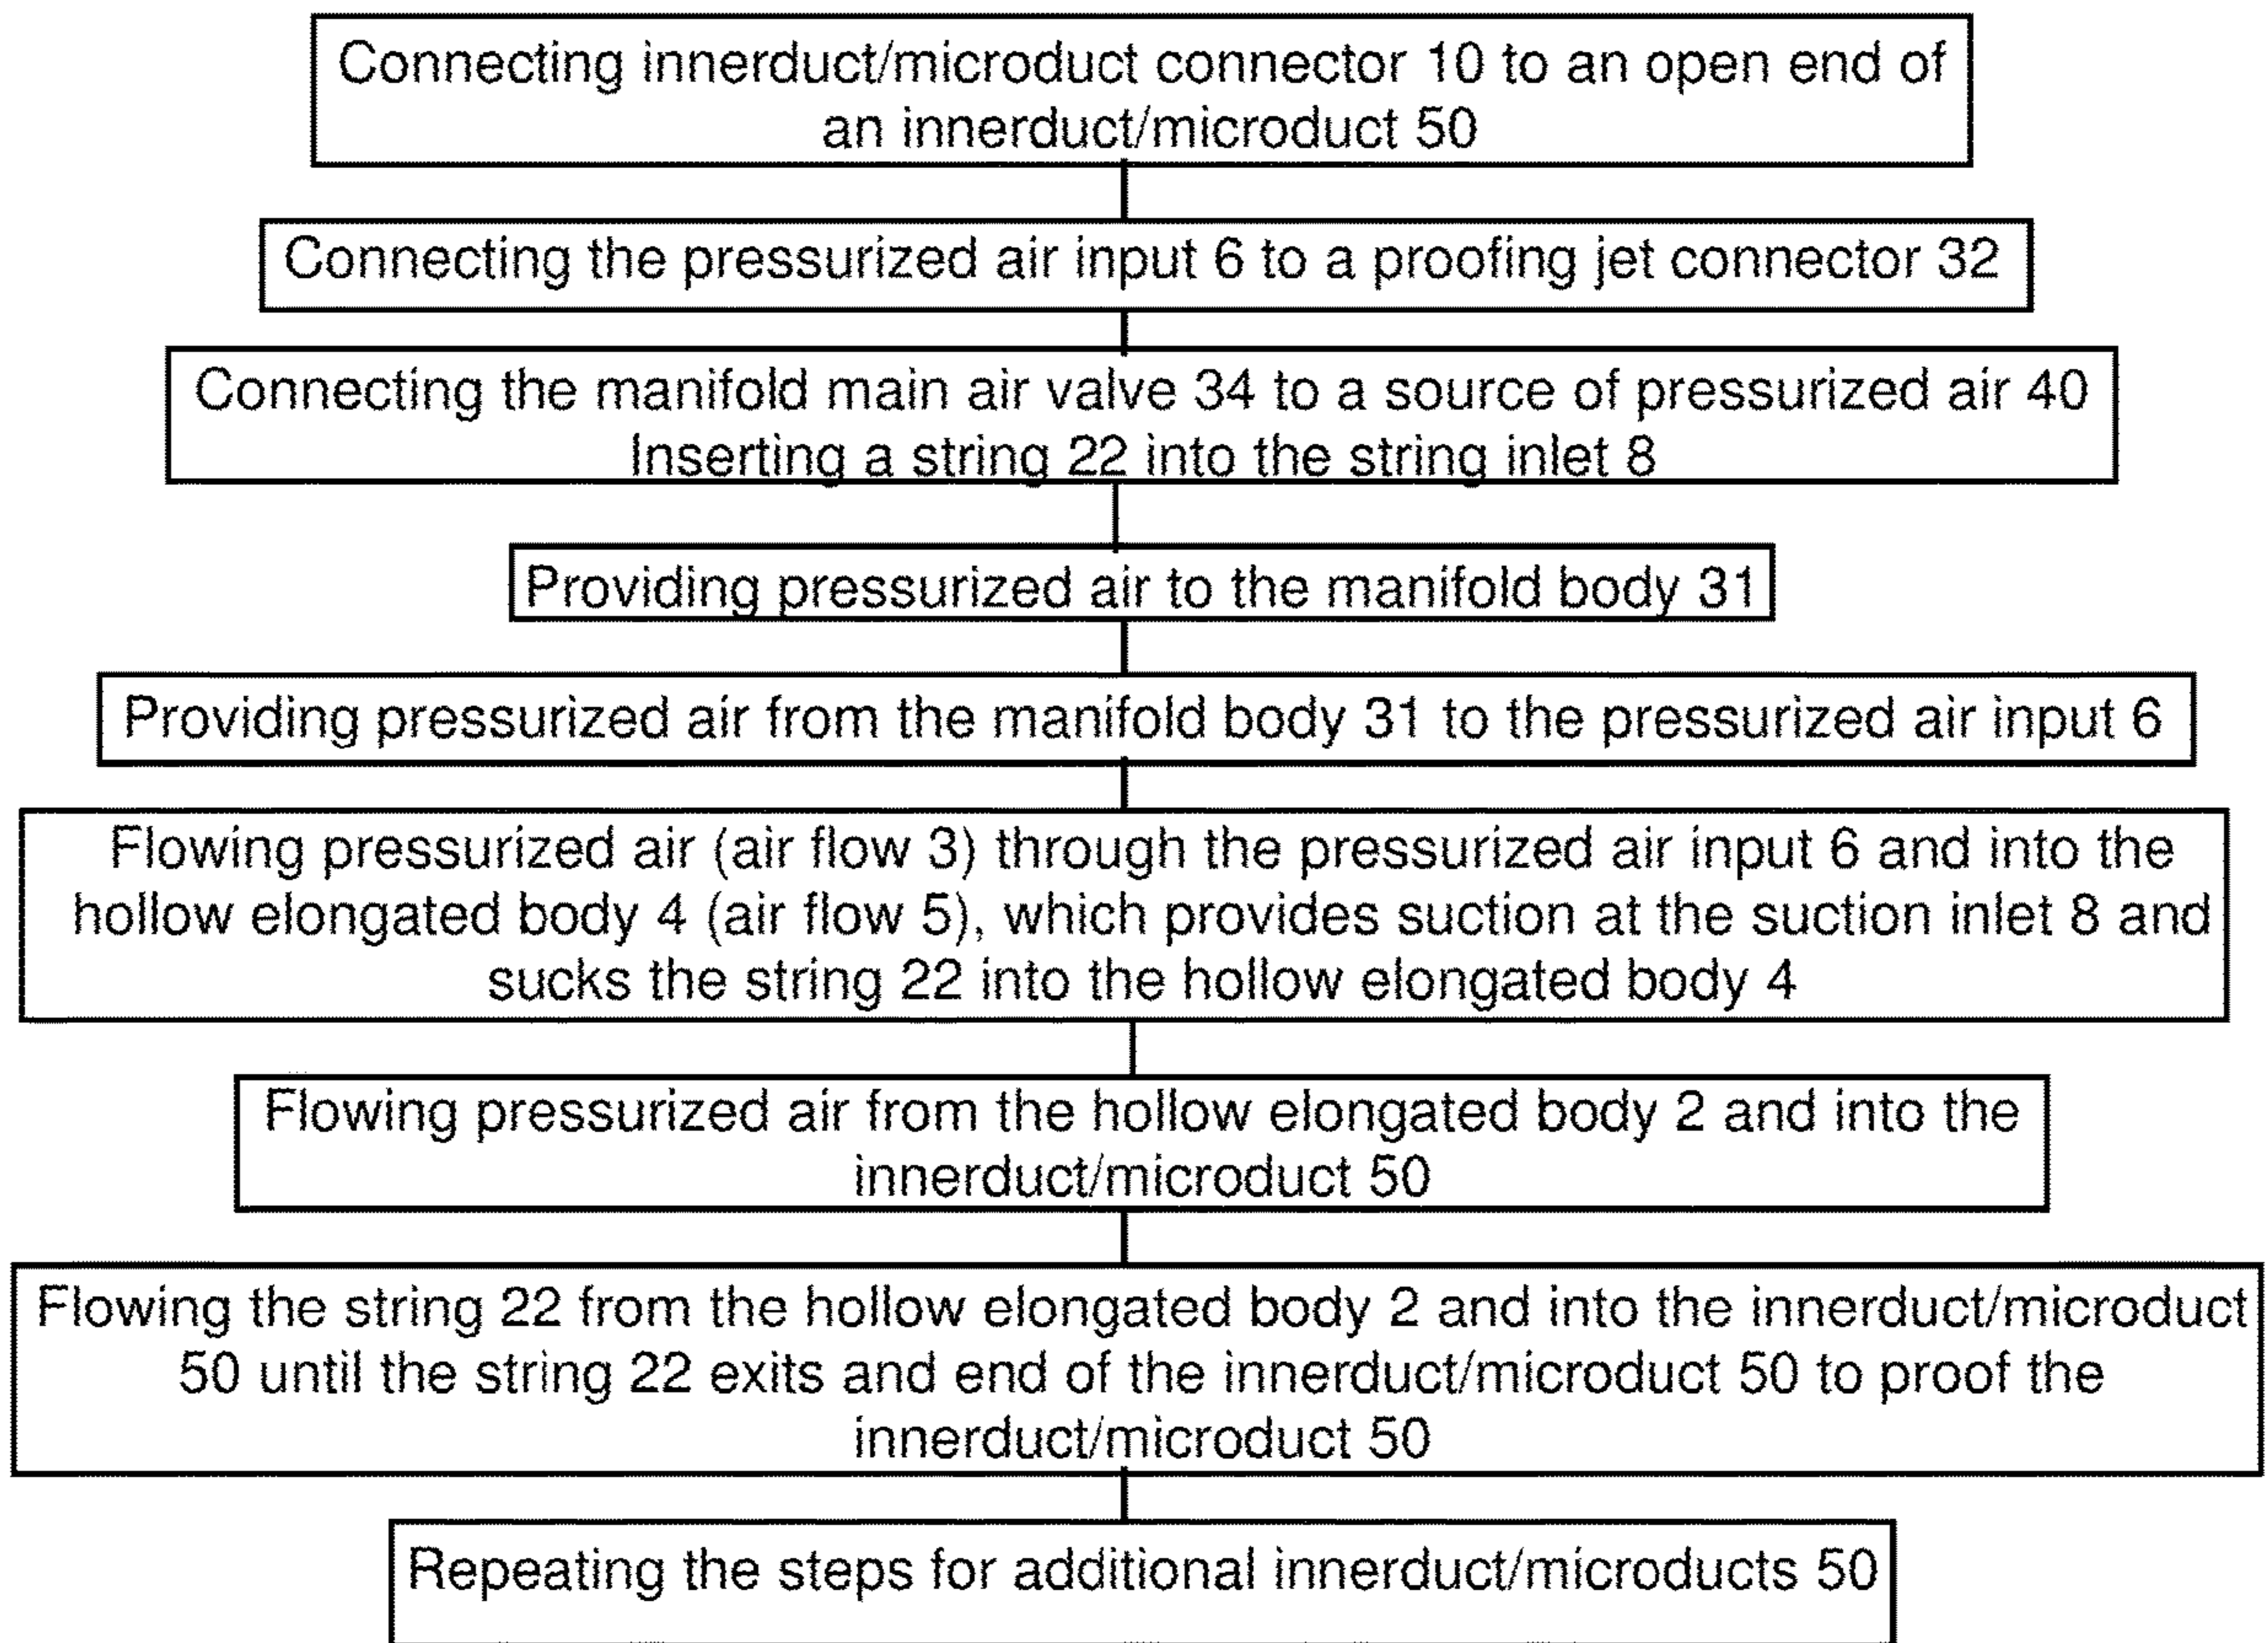 Connecting innerduct/microduct connector 10 to an open end of
an innerduct/microduct 50
Connecting the pressurized air input 6 to a proofing jet connector 32
Connecting the manifold main air valve 34 to a source of pressurized air 40
Inserting a string 22 into the string inlet 8
Providing pressurized air to the manifold body 31
Providing pressurized air from the manifold body 31 to the pressurized air input 6
Flowing pressurized air (air flow 3) through the pressurized air input 6 and into the
hollow elongated body 4 (air flow 5), which provides suction at the suction inlet 8 and
sucks the string 22 into the hollow elongated body 4
Flowing pressurized air from the hollow elongated body 2 and into the
innerduct/microduct 50
Flowing the string 22 from the hollow elongated body 2 and into the innerduct/microduct
50 until the string 22 exits and end of the innerduct/microduct 50 to proof the
innerduct/microduct 50
Repeating the steps for additional innerduct/microducts 50